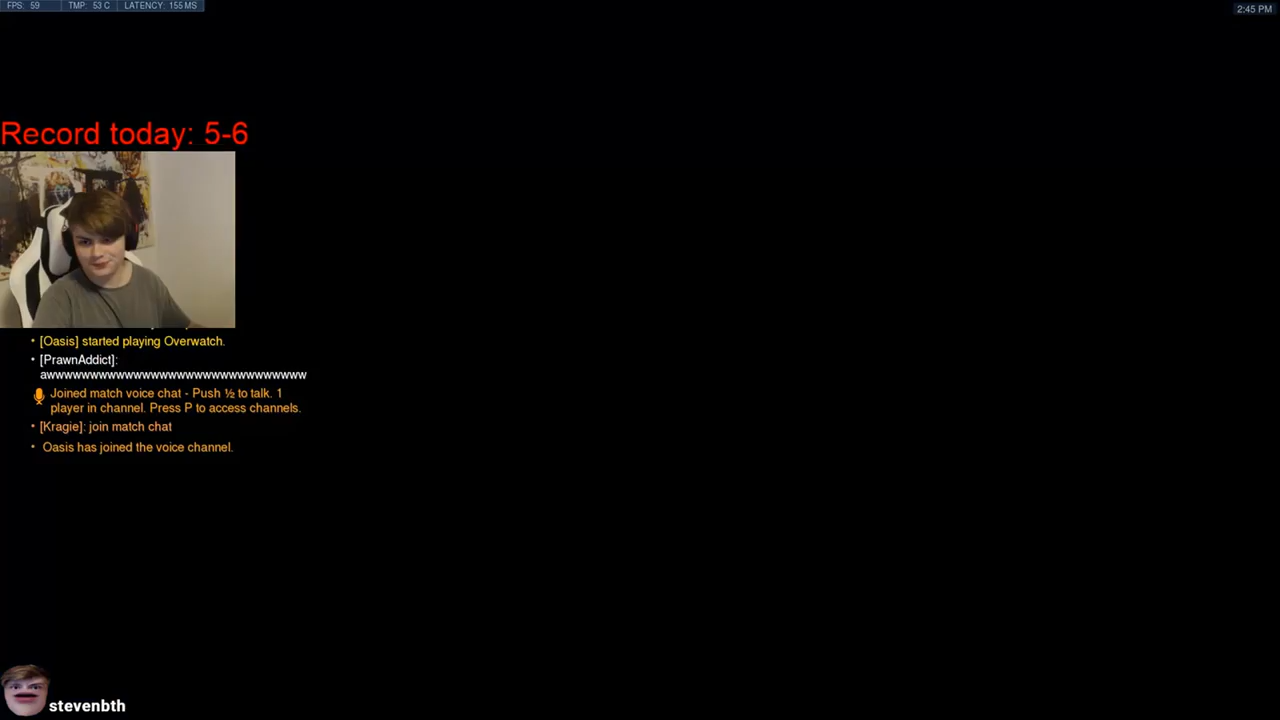 FPS: 59 TMP: 53 C LATENCY: 155 MS
2:45 PM
Record today: 5-6
• [Oasis] started playing Overwatch.
• [PrawnAddict]:
awwwwwwwwwwwwwwwwwwwwwwwwwwwwww
Joined match voice chat - Push ½ to talk. 1
player in channel. Press P to access channels.
• [Kragie]: join match chat
• Oasis has joined the voice channel.
stevenbth